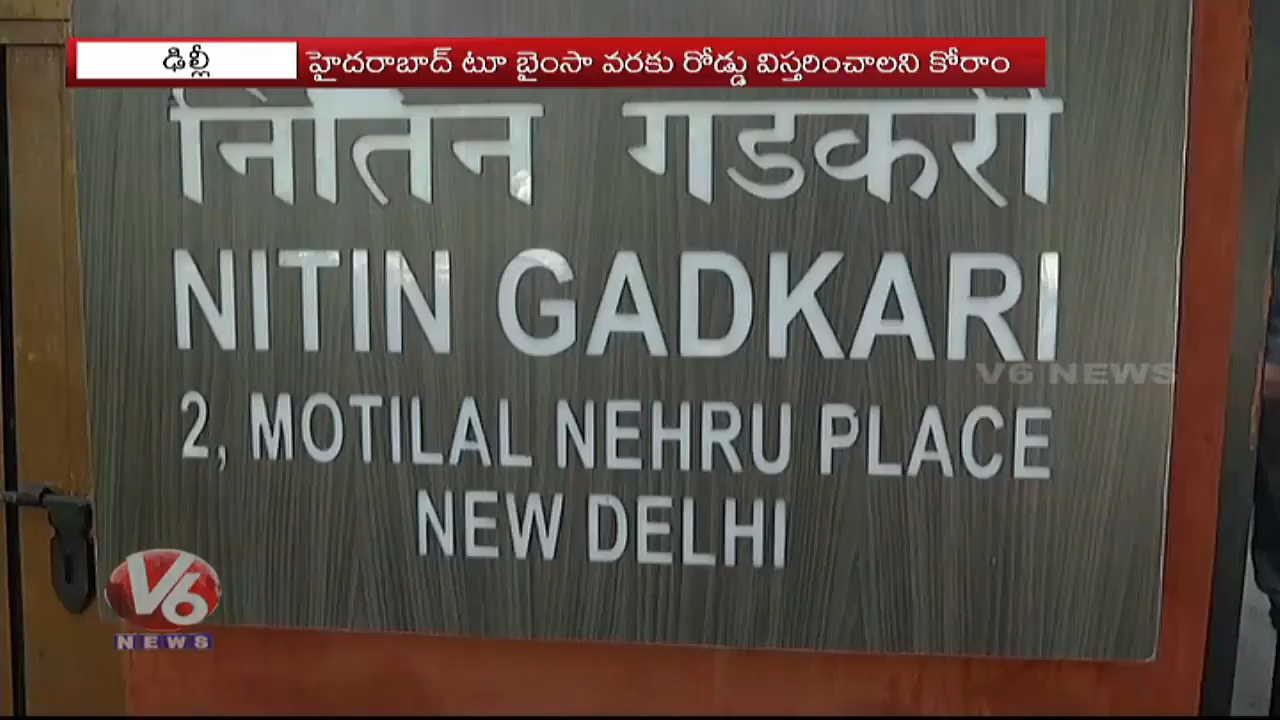 ఢిల్లీ
హైదరాబాద్ టూ బైంసా వరకు రోడ్డు విస్తరించాలని కోరాం
नितिन गडकरी
NITIN GADKARI
V6 NEWS
2, MOTILAL NEHRU PLACE
NEW DELHI
V6
NEWS